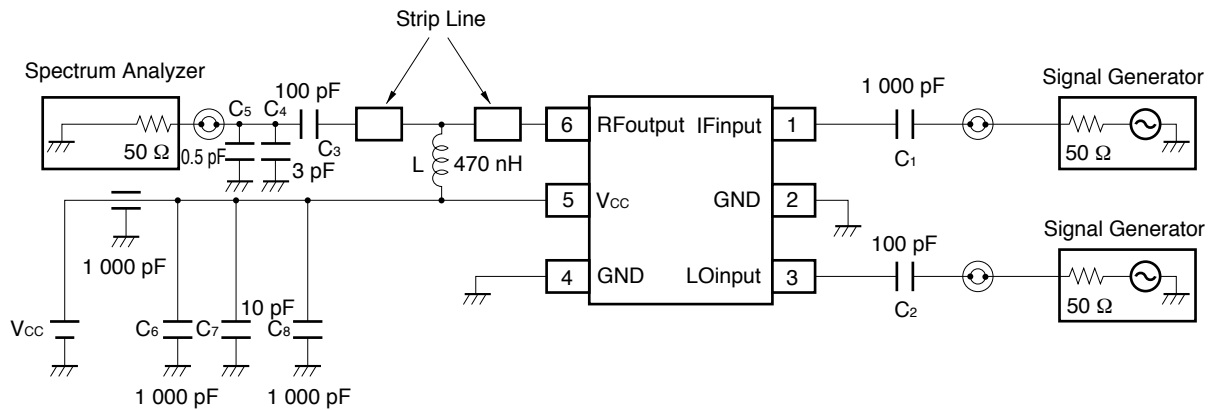 Strip Line
Spectrum Analyzer
100 pF
1 000 pF
Signal Generator
C5 C4
C3
50 Ω
0.5 pF
3 pF
L 470 nH
6 RFoutput IFinput 1
C1
50 Ω
5 VCC GND 2
Signal Generator
1 000 pF
100 pF
4 GND LOinput 3
C2
50 Ω
VCC
C6 C7 10 pF C8
1 000 pF 1 000 pF